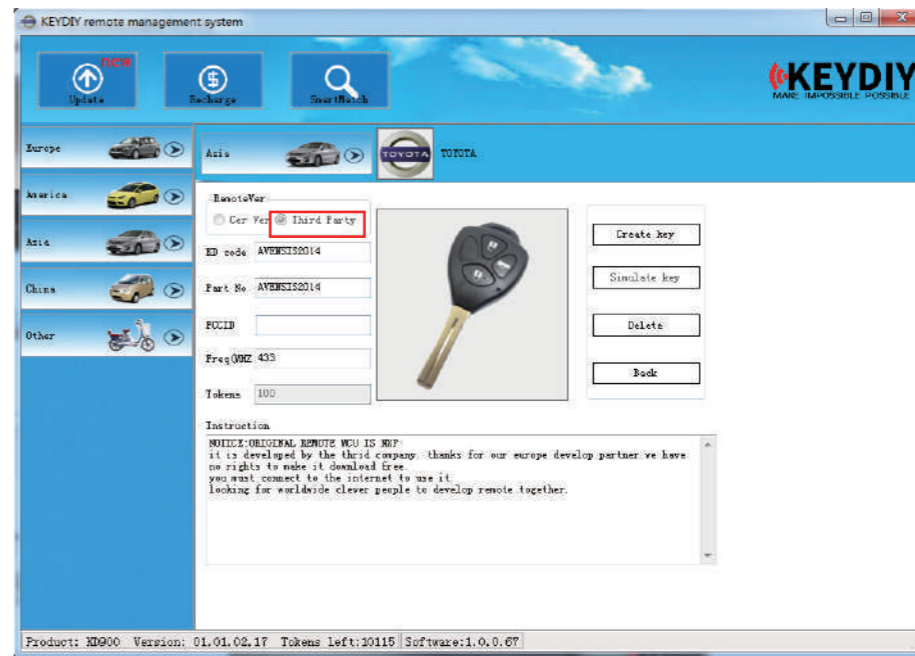 KEYDIY remote management system
new
Update
Recharge
SmartMatch
KEYDIY
MAKE IMPOSSIBLE POSSIBLE
Europe
America
Asia
China
Other
Asia
TOYOTA
TOYOTA
RemoteVer
Cer Ver
Third Party
KD code AVENSIS2014
Part No AVENSIS2014
FCCID
Freq(MHZ 433
Tokens 100
Create key
Simulate key
Delete
Back
Instruction
NOTICE:ORIGINAL REMOTE MCU IS NXP
it is developed by the thrid company. thanks for our europe develop partner we have
no rights to make it download free.
you must connect to the internet to use it.
looking for worldwide clever people to develop remote together.
Product: KD900 Version: 01.01.02.17 Tokens Left:10115 Software:1.0.0.67